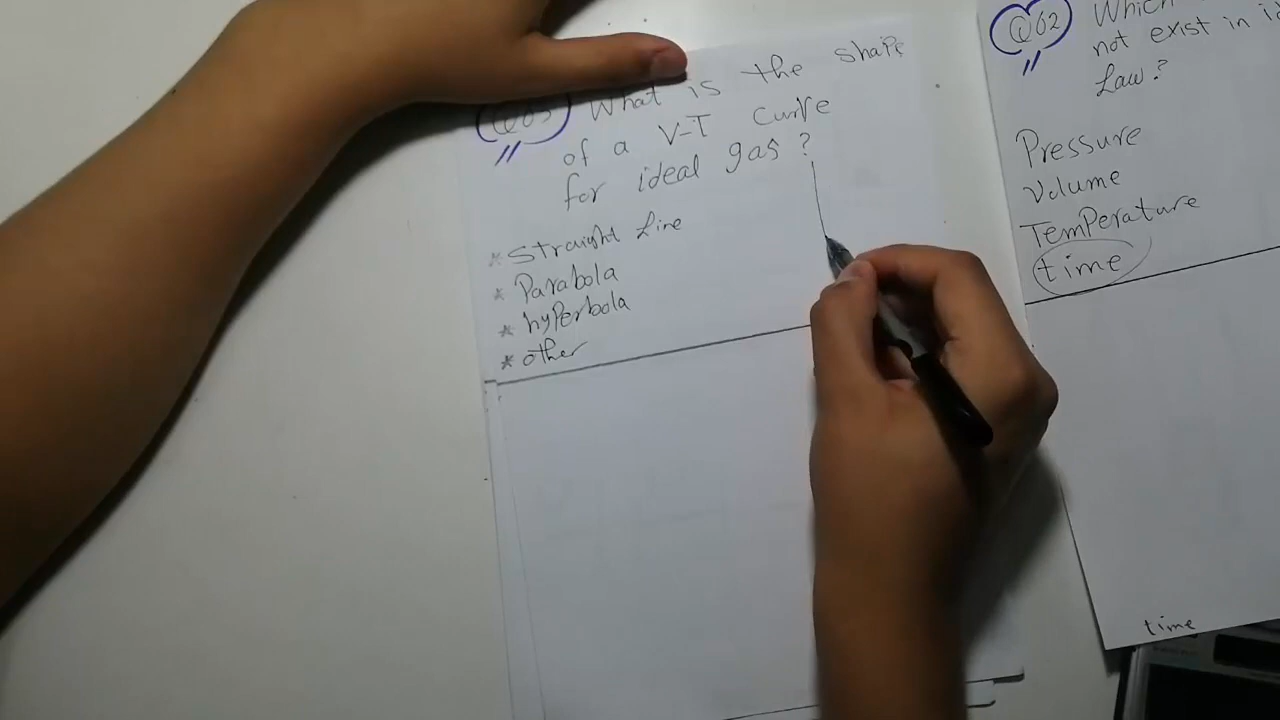 Q03 What is the shape
of a V-T curve
for ideal gas?
* Straight line
* Parabola
* hyPerbola
* other
Q02 Which
not exist in
Law?
Pressure
Volume
TemPerature
time
time